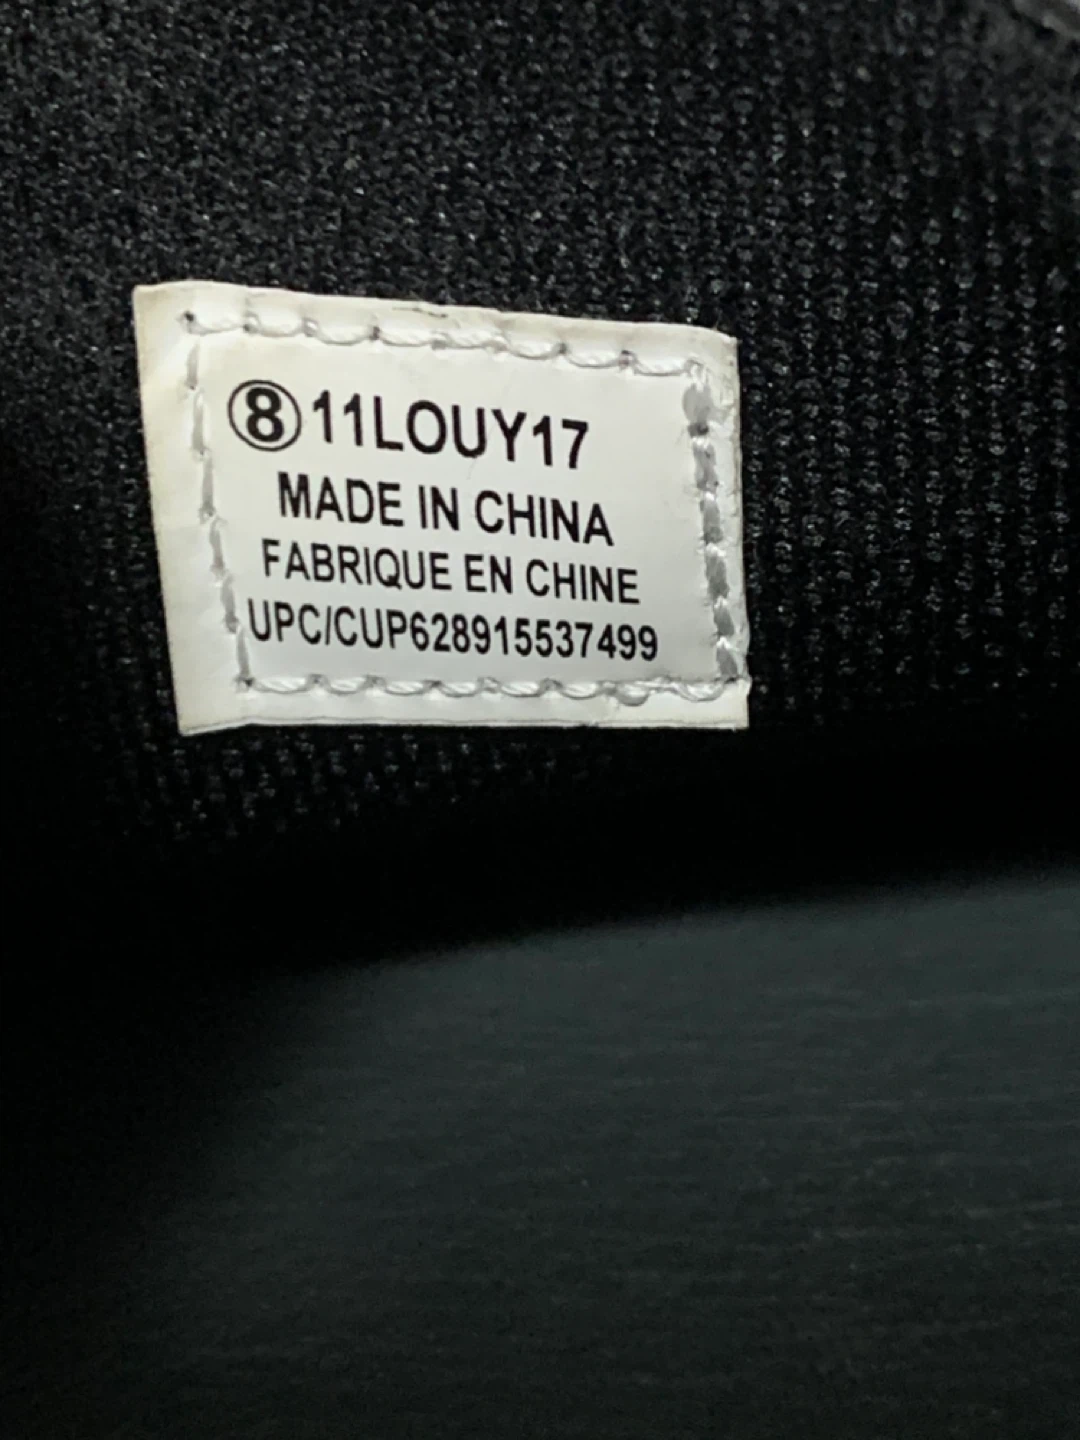 ⑧11LOUY17
MADE IN CHINA
FABRIQUE EN CHINE
UPC/CUP628915537499